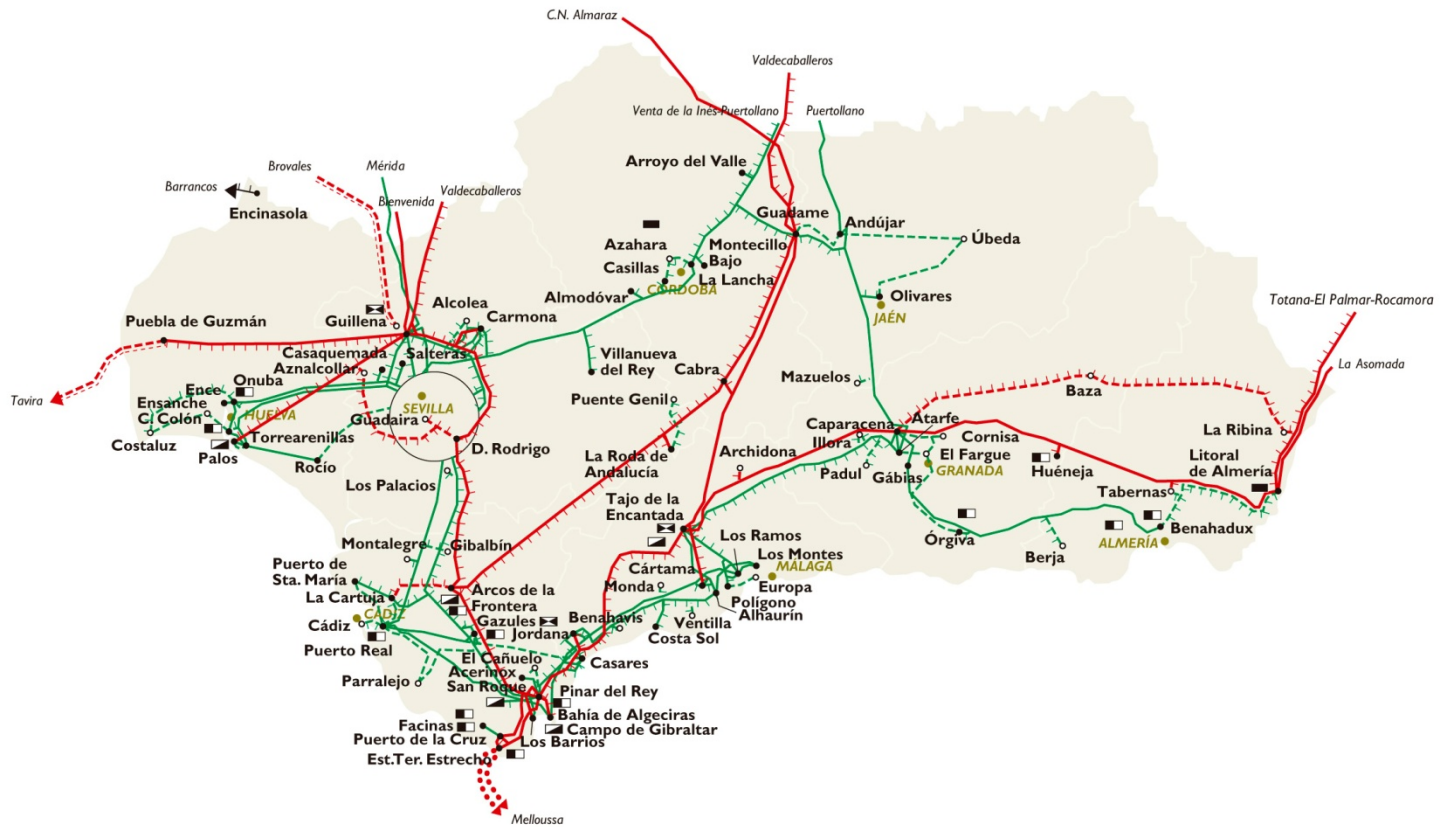 C.N. Almaraz
Valdecaballeros
Venta de la Inés-Puertollano
Puertollano
Arroyo del Valle
Brovales
Mérida
Barrancos
Bienvenida
Valdecaballeros
Encinasola
Guadame
Andújar
Úbeda
Azahara
Montecillo
Bajo
Casillas
La Lancha
CÓRDOBA
Almodóvar
Olivares
JAÉN
Alcolea
Carmona
Totana-El Palmar-Rocamora
Puebla de Guzmán
Guillena
Casaquemada
Salteras
Aznalcollar
Villanueva
del Rey
Cabra
Mazuelos
La Asomada
Baza
Tavira
Ence
Onuba
Ensanche
C. Colón
HUELVA
SEVILLA
Guadaira
Puente Genil
Costaluz
Torrearenillas
Palos
Rocío
D. Rodrigo
La Roda de
Andalucía
Archidona
Caparacena
Atarfe
Illora
Cornisa
El Fargue
GRANADA
Padul
Gábias
Huéneja
La Ribina
Litoral
de Almería
Tabernas
Los Palacios
Tajo de la
Encantada
Benahadux
Órgiva
Berja
ALMERÍA
Montalegre
Gibalbín
Los Ramos
Los Montes
MÁLAGA
Puerto de
Sta. María
Cártama
Monda
Europa
Polígono
Alhaurín
La Cartuja
Arcos de la
Frontera
CÁDIZ
Cádiz
Gazules
Benahavis
Jordana
Ventilla
Costa Sol
Puerto Real
El Cañuelo
Casares
Acerinox
San Roque
Parralejo
Pinar del Rey
Facinas
Bahía de Algeciras
Campo de Gibraltar
Puerto de la Cruz
Los Barrios
Est.Ter. Estrecho
Melloussa